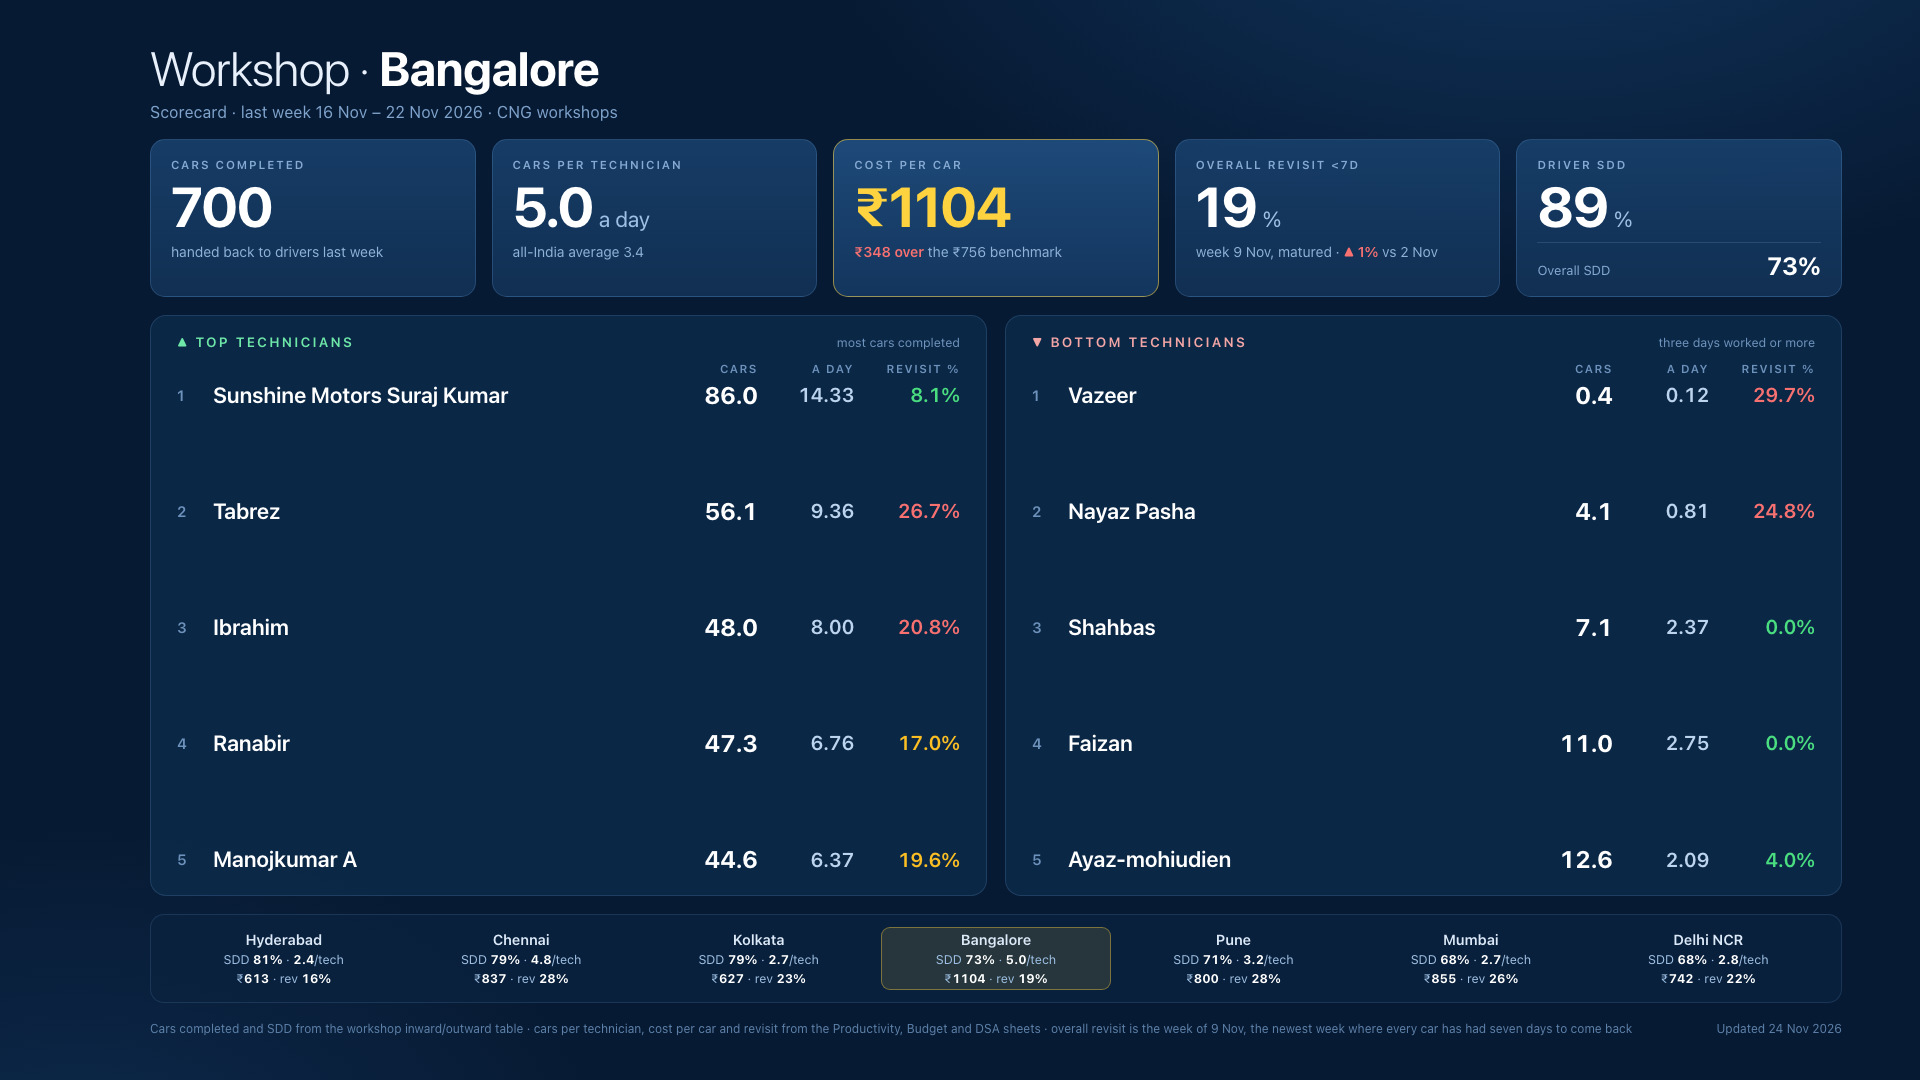 Workshop · Bangalore
Scorecard · last week 16 Nov – 22 Nov 2026 · CNG workshops
CARS COMPLETED
700
handed back to drivers last week
CARS PER TECHNICIAN
5.0 a day
all-India average 3.4
COST PER CAR
₹1104
₹348 over the ₹756 benchmark
OVERALL REVISIT <7D
19 %
week 9 Nov, matured · ▲ 1% vs 2 Nov
DRIVER SDD
89 %
Overall SDD 73%
▲ TOP TECHNICIANS most cars completed
CARS A DAY REVISIT %
1 Sunshine Motors Suraj Kumar 86.0 14.33 8.1%
2 Tabrez 56.1 9.36 26.7%
3 Ibrahim 48.0 8.00 20.8%
4 Ranabir 47.3 6.76 17.0%
5 Manojkumar A 44.6 6.37 19.6%
▼ BOTTOM TECHNICIANS three days worked or more
CARS A DAY REVISIT %
1 Vazeer 0.4 0.12 29.7%
2 Nayaz Pasha 4.1 0.81 24.8%
3 Shahbas 7.1 2.37 0.0%
4 Faizan 11.0 2.75 0.0%
5 Ayaz-mohiudien 12.6 2.09 4.0%
Hyderabad
SDD 81% · 2.4/tech
₹613 · rev 16%
Chennai
SDD 79% · 4.8/tech
₹837 · rev 28%
Kolkata
SDD 79% · 2.7/tech
₹627 · rev 23%
Bangalore
SDD 73% · 5.0/tech
₹1104 · rev 19%
Pune
SDD 71% · 3.2/tech
₹800 · rev 28%
Mumbai
SDD 68% · 2.7/tech
₹855 · rev 26%
Delhi NCR
SDD 68% · 2.8/tech
₹742 · rev 22%
Cars completed and SDD from the workshop inward/outward table · cars per technician, cost per car and revisit from the Productivity, Budget and DSA sheets · overall revisit is the week of 9 Nov, the newest week where every car has had seven days to come back
Updated 24 Nov 2026